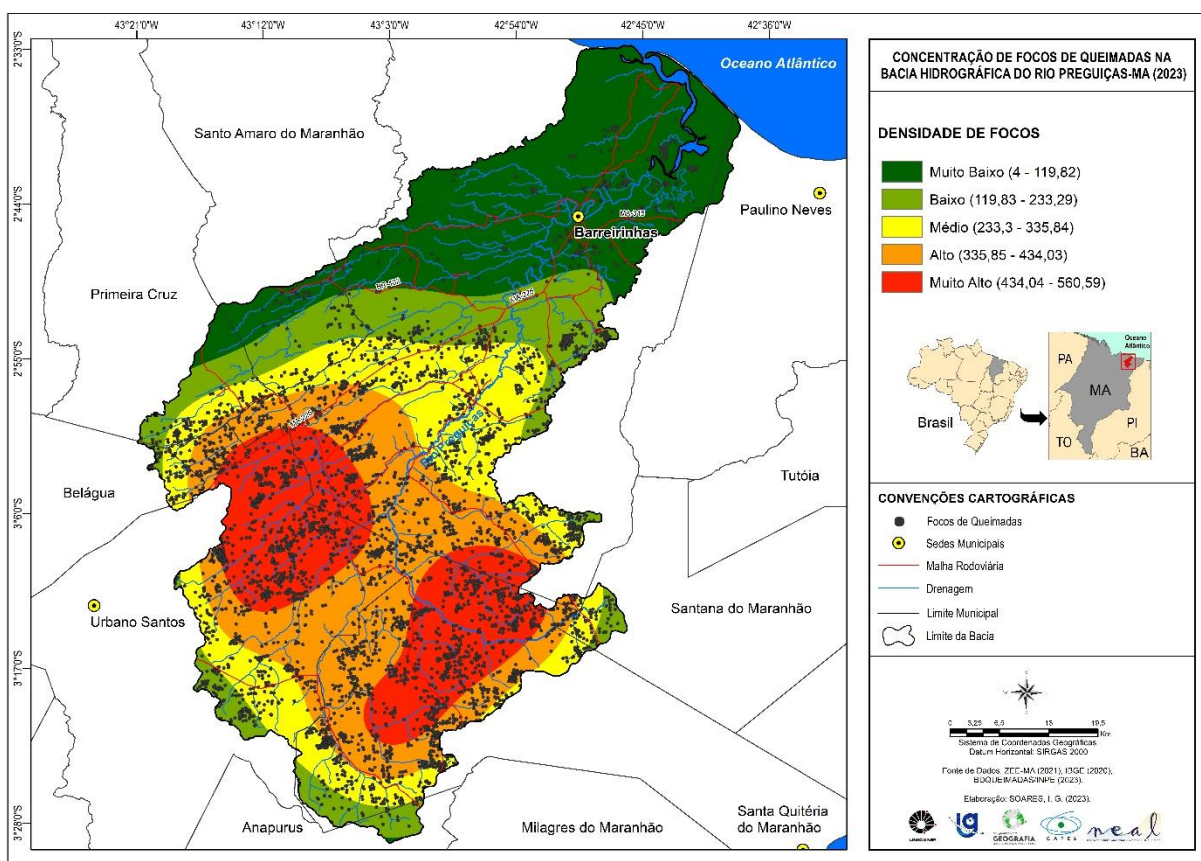 43°21'0"W
43°12'0"W
43°3'0"W
42°54'0"W
42°45'0"W
42°36'0"W
2°33'0"S
2°44'0"S
2°55'0"S
3°6'0"S
3°17'0"S
3°28'0"S
Oceano Atlântico
Santo Amaro do Maranhão
Paulino Neves
MA-315
Barreirinhas
Primeira Cruz
Belágua
Tutóia
Urbano Santos
Santana do Maranhão
Anapurus
Milagres do Maranhão
Santa Quitéria
do Maranhão
CONCENTRAÇÃO DE FOCOS DE QUEIMADAS NA
BACIA HIDROGRÁFICA DO RIO PREGUIÇAS-MA (2023)
DENSIDADE DE FOCOS
Muito Baixo (4 - 119,82)
Baixo (119,83 - 233,29)
Médio (233,3 - 335,84)
Alto (335,85 - 434,03)
Muito Alto (434,04 - 560,59)
Brasil
Oceano
Atlântico
PA
MA
PI
TO
BA
CONVENÇÕES CARTOGRÁFICAS
Focos de Queimadas
Sedes Municipais
Malha Rodoviária
Drenagem
Limite Municipal
Limite da Bacia
N
W
E
S
0 3,25 6,5 13 19,5
Km
Sistema de Coordenadas Geográficas
Datum Horizontal: SIRGAS 2000
Fonte de Dados: ZEE-MA (2021), IBGE (2020),
BDQUEIMADAS/INPE (2023).
Elaboração: SOARES, I. G. (2023).
UNICAMP
ig
GEOGRAFIA
CAPES
neal